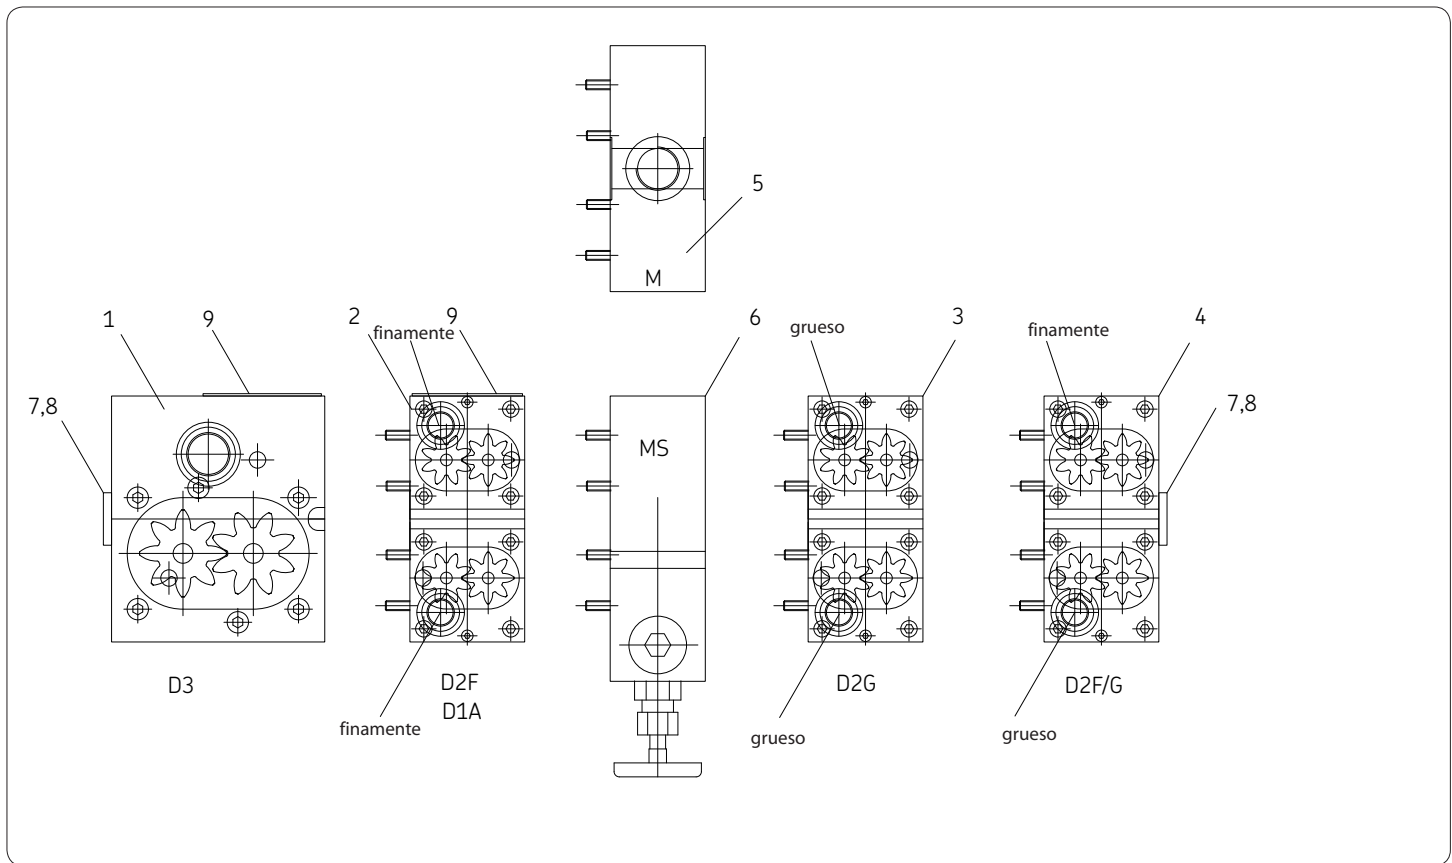 5
M
1
9
2
finamente
9
6
grueso
3
finamente
4
7,8
7,8
MS
D3
D2F
D1A
D2G
D2F/G
finamente
grueso
grueso